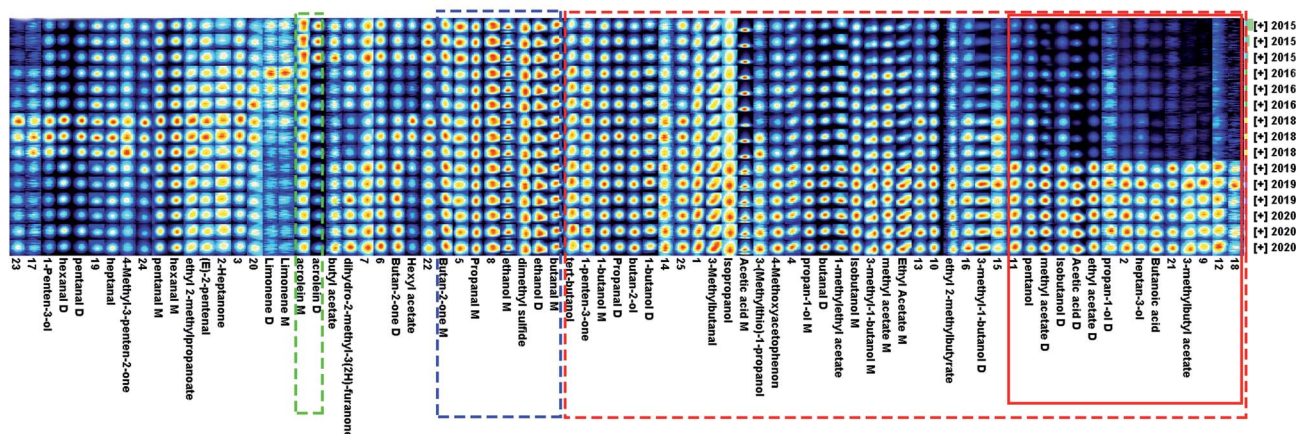 [+] 2015
[+] 2015
[+] 2015
[+] 2016
[+] 2016
[+] 2016
[+] 2018
[+] 2018
[+] 2018
[+] 2019
[+] 2019
[+] 2019
[+] 2020
[+] 2020
[+] 2020
23
17
1-Penten-3-ol
hexanal D
pentanal D
19
heptanal
4-Methyl-3-penten-2-one
24
pentanal M
hexanal M
ethyl 2-methylpropanoate
(E)-2-pentenal
2-Heptanone
3
20
Limonene D
Limonene M
acrolein M
acrolein D
butyl acetate
dihydro-2-methyl-3(2H)-furanone
7
6
Butan-2-one D
Hexyl acetate
22
Butan-2-one M
5
Propanal M
8
ethanol M
dimethyl sulfide
ethanol D
butanal M
tert-butanol
1-penten-3-one
1-butanol M
Propanal D
butan-2-ol
1-butanol D
14
25
1
3-Methylbutanal
Isopropanol
Acetic acid M
3-(Methylthio)-1-propanol
4-Methoxyacetophenon
4
propan-1-ol M
butanal D
1-methylethyl acetate
Isobutanol M
3-methyl-1-butanol M
methyl acetate M
Ethyl Acetate M
13
10
ethyl 2-methylbutyrate
16
3-methyl-1-butanol D
15
11
pentanol
methyl acetate D
Isobutanol D
Acetic acid D
ethyl acetate D
Propan-1-ol D
2
heptan-3-ol
Butanoic acid
21
3-methylbutyl acetate
9
12
18